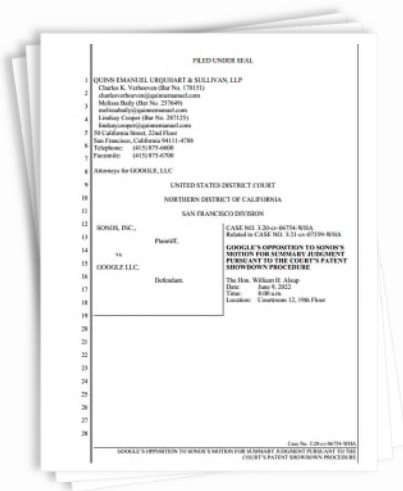 FILED UNDER SEAL
1 QUINN EMANUEL URQUHART & SULLIVAN, LLP
Charles K. Verhoeven (Bar No. 170151)
2 charlesverhoeven@quinnemanuel.com
Melissa Baily (Bar No. 237649)
3 melissabaily@quinnemanuel.com
Lindsay Cooper (Bar No. 287125)
4 lindsaycooper@quinnemanuel.com
5 50 California Street, 22nd Floor
San Francisco, California 94111-4788
6 Telephone: (415) 875-6600
7 Facsimile: (415) 875-6700
8 Attorneys for GOOGLE, LLC
9 UNITED STATES DISTRICT COURT
10 NORTHERN DISTRICT OF CALIFORNIA
11 SAN FRANCISCO DIVISION
12 SONOS, INC., CASE NO. 3:20-cv-06754-WHA
Related to CASE NO. 3:21-cv-07559-WHA
13 Plaintiff,
14 GOOGLE'S OPPOSITION TO SONOS'S
vs. MOTION FOR SUMMARY JUDGMENT
15 PURSUANT TO THE COURT'S PATENT
GOOGLE LLC, SHOWDOWN PROCEDURE
16 Defendant. The Hon. William H. Alsup
17 Date: June 9, 2022
Time: 8:00 a.m.
18 Location: Courtroom 12, 19th Floor
19
20
21
22
23
24
25
26
27
28
Case No. 3:20-cv-06754-WHA
GOOGLE'S OPPOSITION TO SONOS'S MOTION FOR SUMMARY JUDGMENT PURSUANT TO THE
COURT'S PATENT SHOWDOWN PROCEDURE